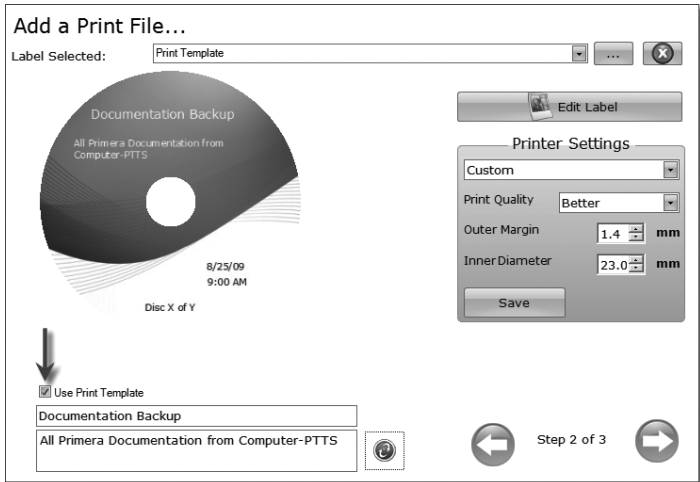 Add a Print File...
Label Selected:
Print Template
...
Documentation Backup
All Primera Documentation from
Computer-PTTS
8/25/09
9:00 AM
Disc X of Y
Edit Label
Printer Settings
Custom
Print Quality
Better
Outer Margin
1.4
mm
Inner Diameter
23.0
mm
Save
Use Print Template
Documentation Backup
All Primera Documentation from Computer-PTTS
Step 2 of 3